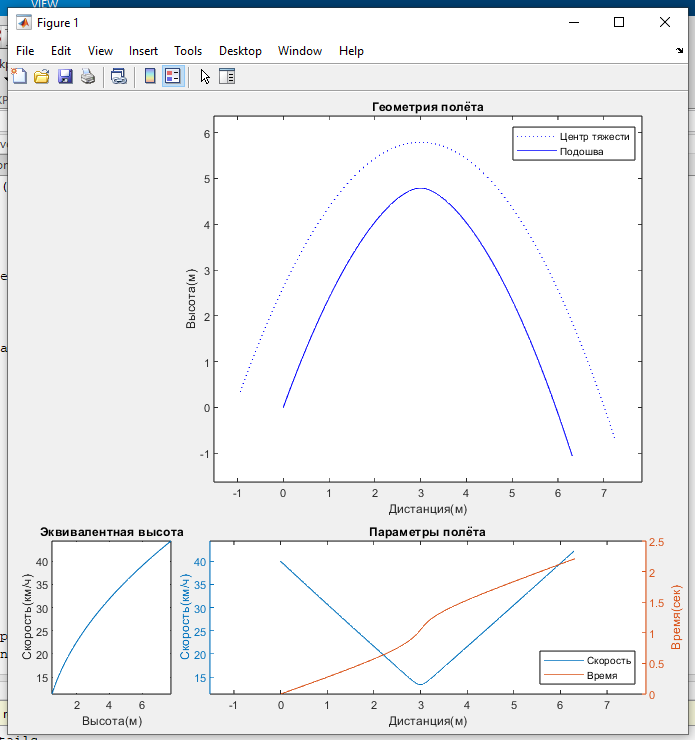 VIEW
Figure 1
File Edit View Insert Tools Desktop Window Help
Геометрия полёта
Центр тяжести
Подошва
6
5
4
3
2
1
0
-1
Высота(м)
-1 0 1 2 3 4 5 6 7
Дистанция(м)
Эквивалентная высота
40
35
30
25
20
15
Скорость(км/ч)
2 4 6
Высота(м)
Параметры полёта
40
35
30
25
20
15
Скорость(км/ч)
2.5
2
1.5
1
0.5
0
Время(сек)
Скорость
Время
-1 0 1 2 3 4 5 6 7
Дистанция(м)